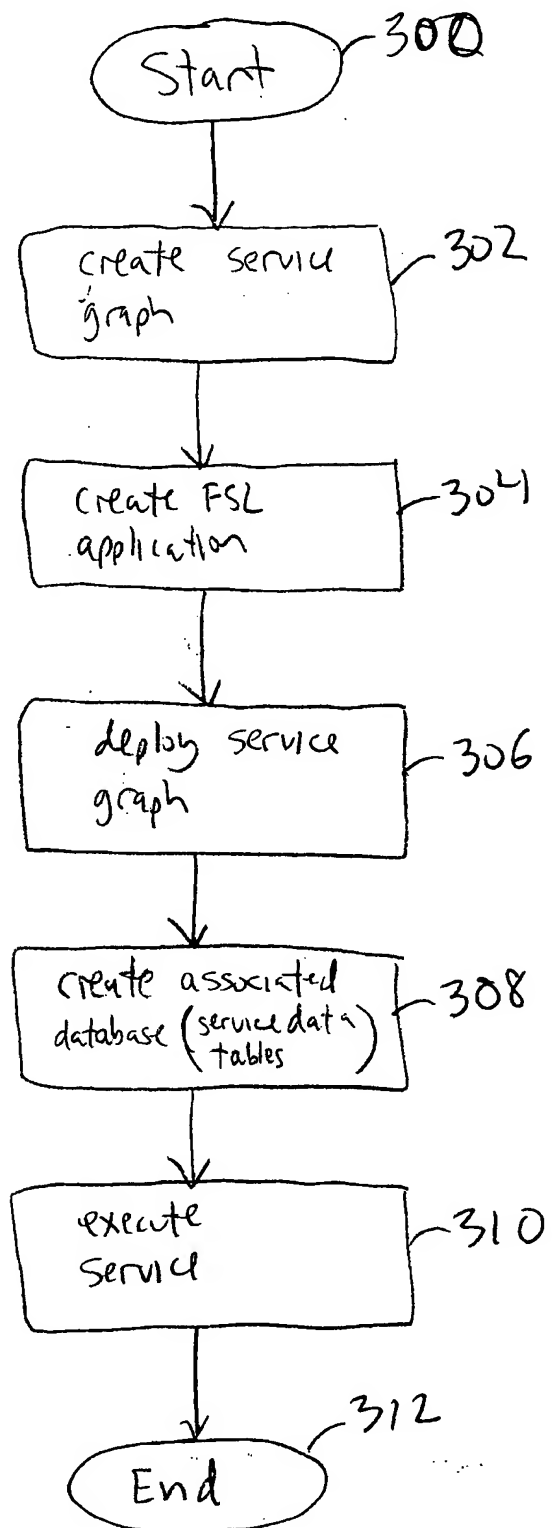 Start
300
create service
graph
302
create FSL
application
304
deploy service
graph
306
create associated
database (service data
tables)
308
execute
service
310
312
End